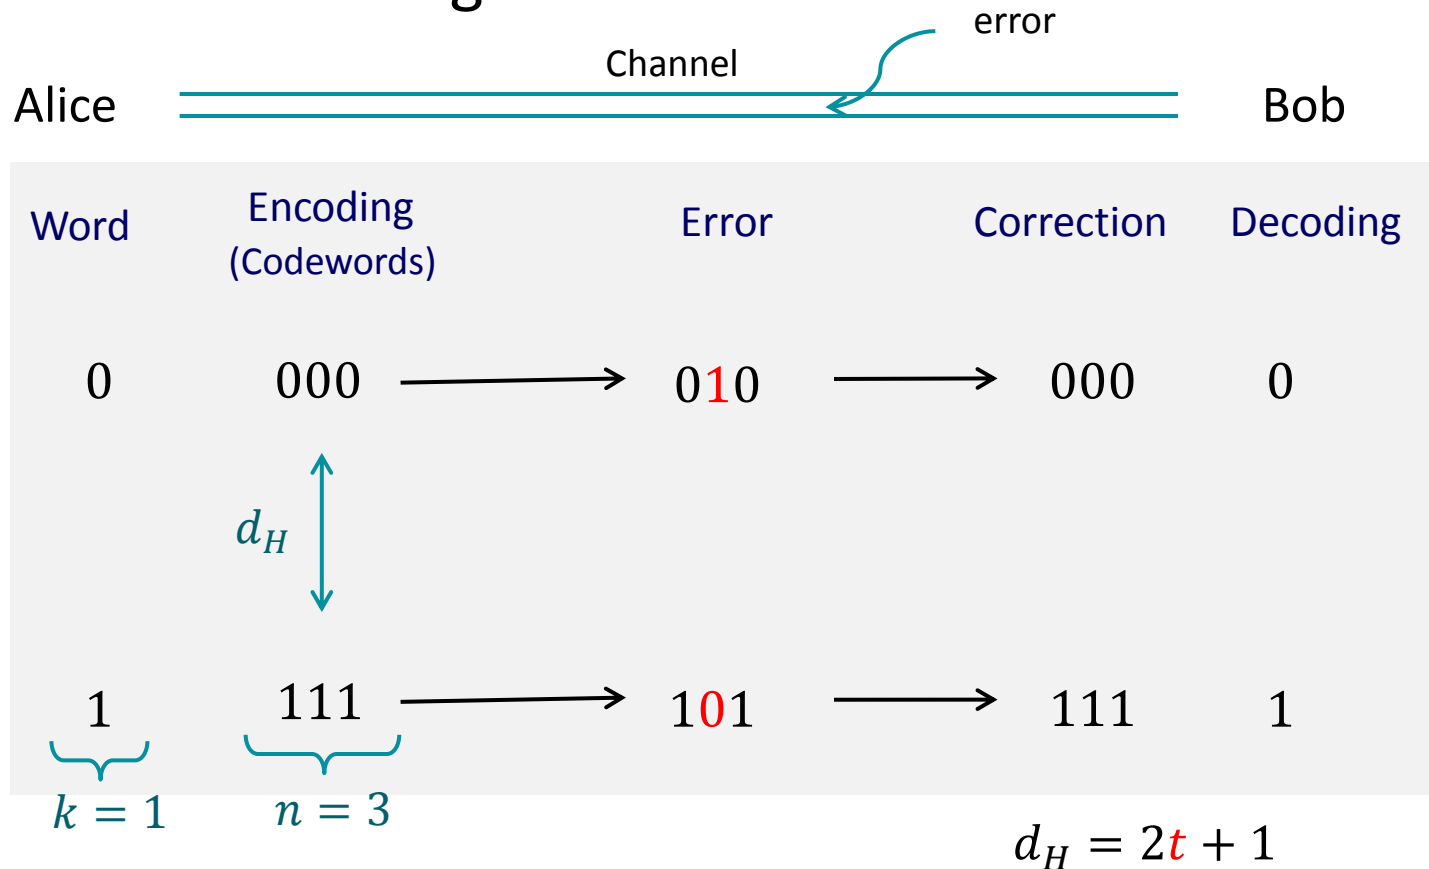 error
Channel
Alice Bob
Word Encoding (Codewords) Error Correction Decoding
0 000 010 000 0
d_H
1 111 101 111 1
k = 1 n = 3
d_H = 2t + 1